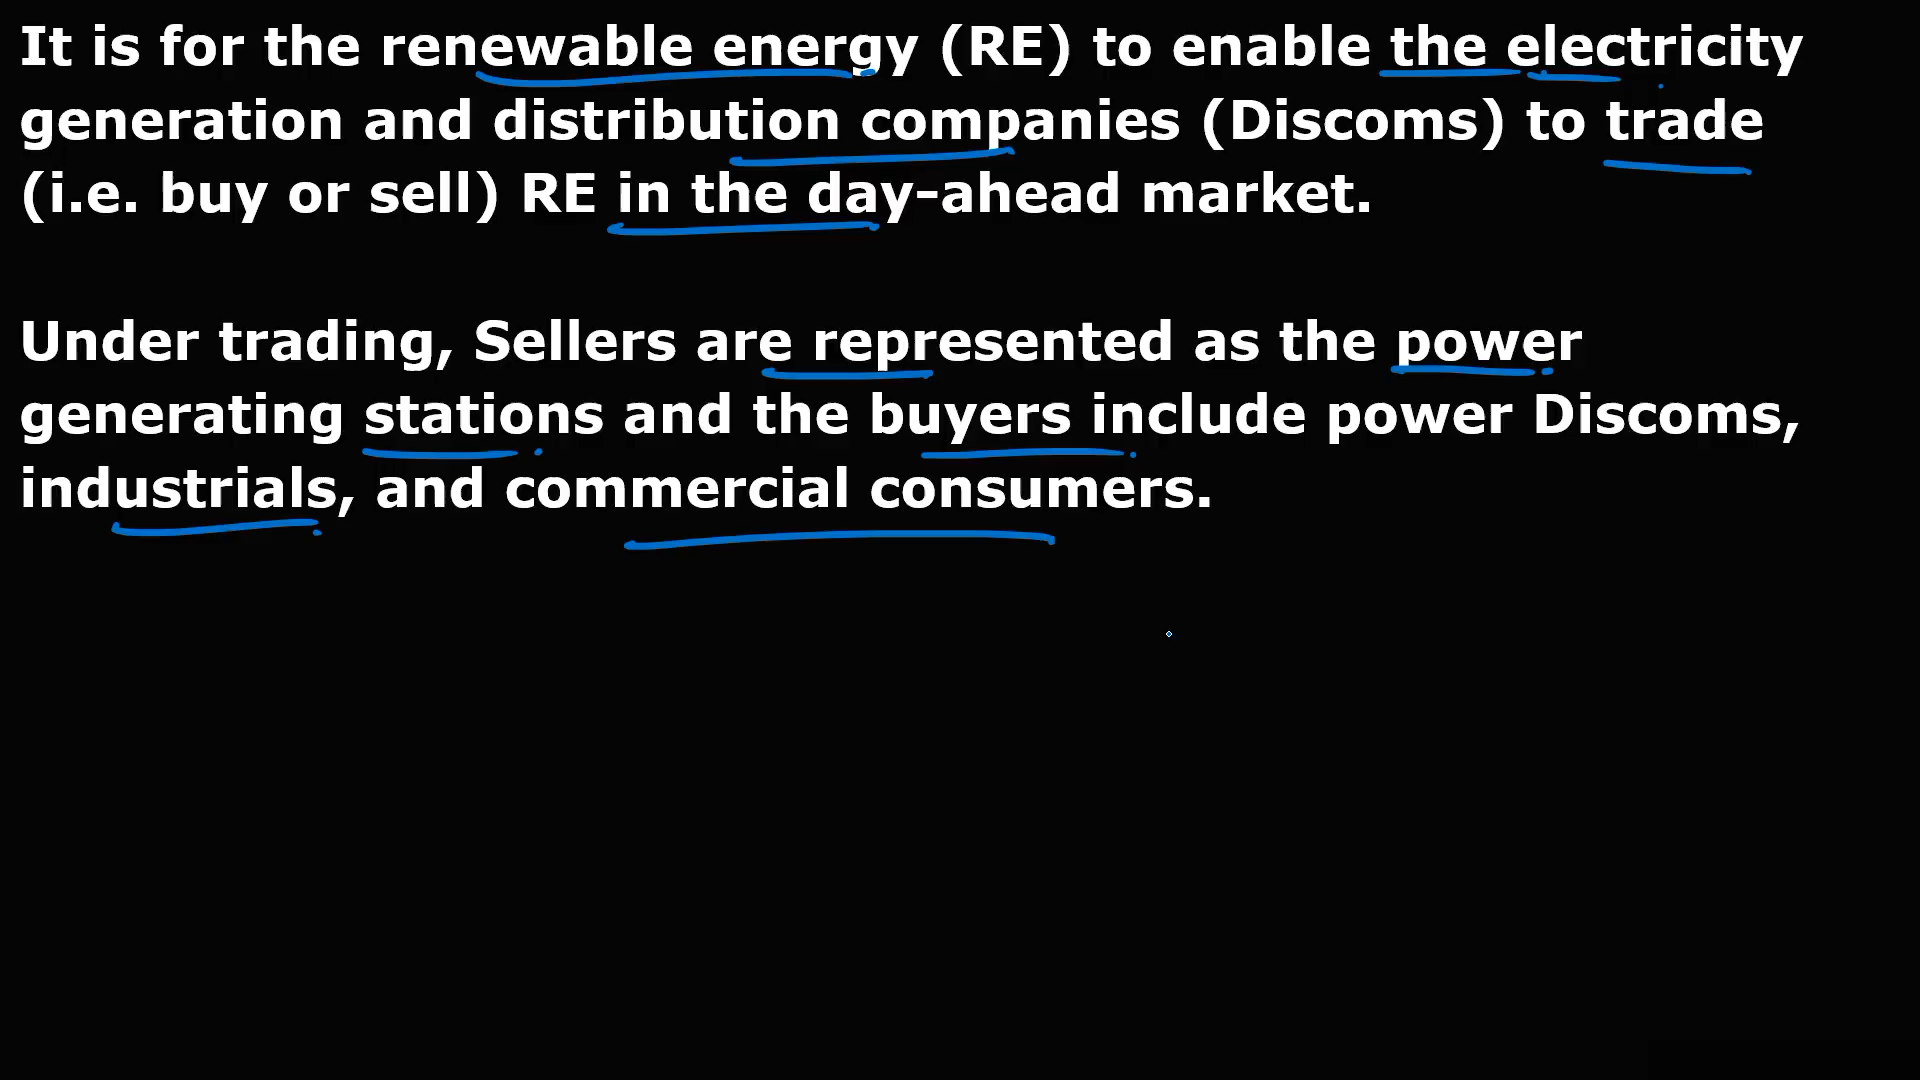 It is for the renewable energy (RE) to enable the electricity
generation and distribution companies (Discoms) to trade
(i.e. buy or sell) RE in the day-ahead market.
Under trading, Sellers are represented as the power
generating stations and the buyers include power Discoms,
industrials, and commercial consumers.